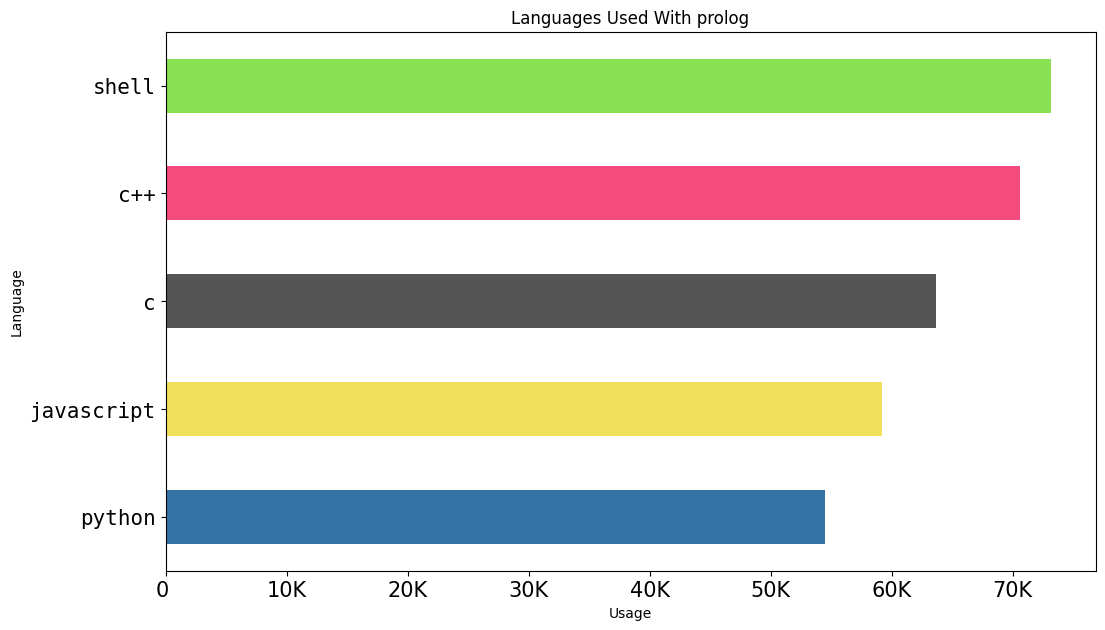 Languages Used With prolog
shell
c++
c
javascript
python
Language
0 10K 20K 30K 40K 50K 60K 70K
Usage